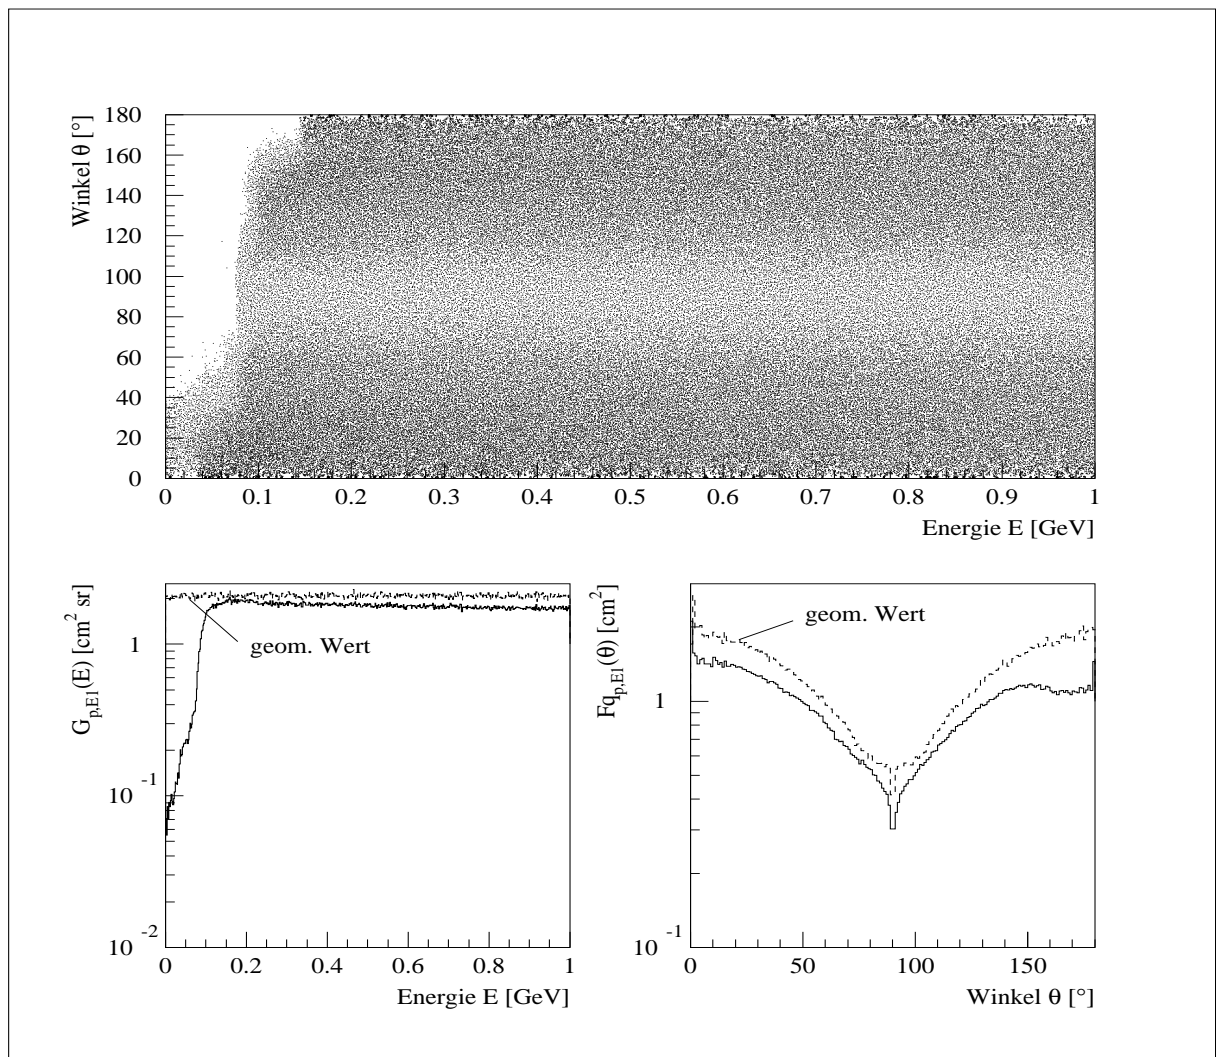 Winkel θ [°]
180
160
140
120
100
80
60
40
20
0
0 0.1 0.2 0.3 0.4 0.5 0.6 0.7 0.8 0.9 1
Energie E [GeV]
G_{p,E1}(E) [cm² sr]
1
10⁻¹
10⁻²
geom. Wert
0 0.2 0.4 0.6 0.8 1
Energie E [GeV]
Fq_{p,E1}(θ) [cm²]
1
10⁻¹
geom. Wert
0 50 100 150
Winkel θ [°]